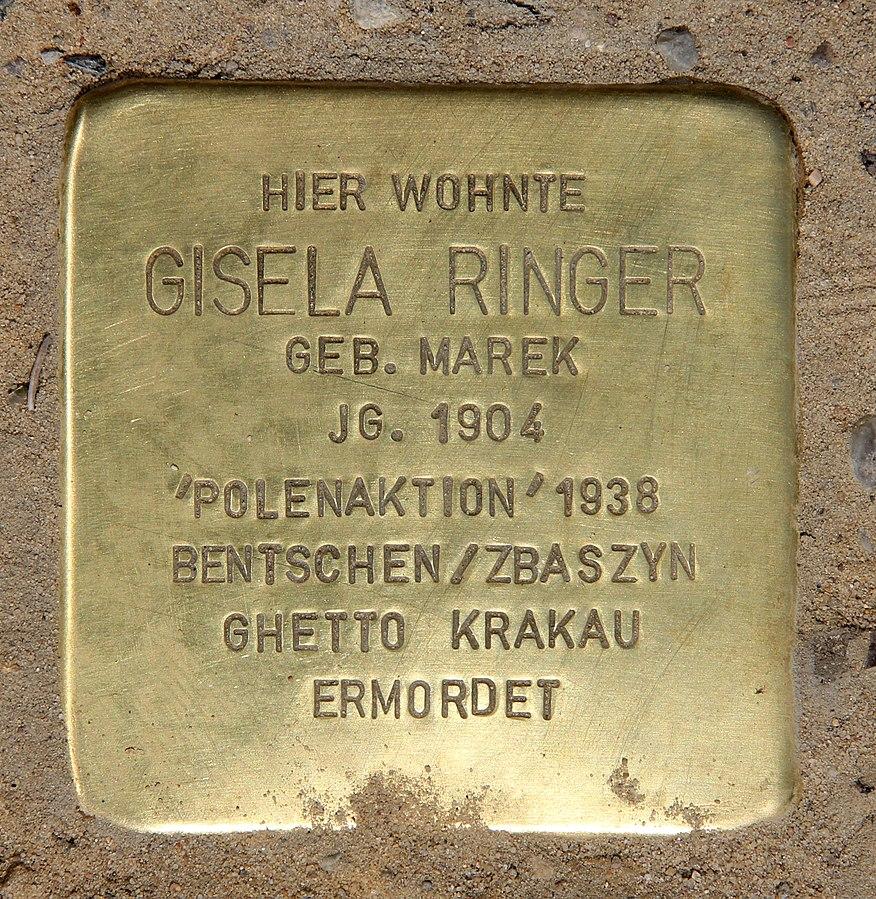 HIER WOHNTE
GISELA RINGER
GEB. MAREK
JG. 1904
'POLENAKTION' 1938
BENTSCHEN/ZBASZYN
GHETTO KRAKAU
ERMORDET